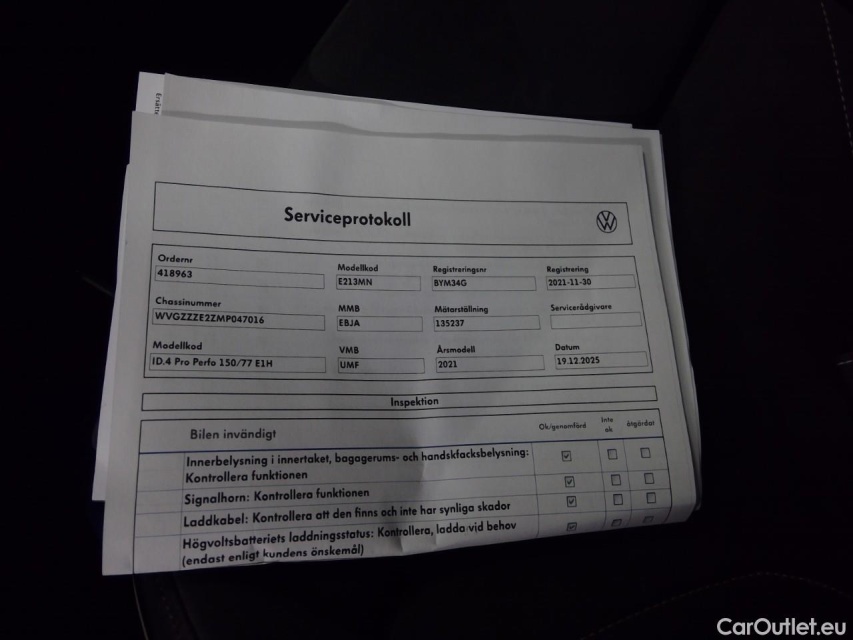 Serviceprotokoll
Ordernr
418963
Modellkod
E213MN
Registreringsnr
BYM34G
Registrering
2021-11-30
Chassinummer
WVGZZZE2ZMP047016
MMB
EBJA
Mätarställning
135237
Servicerådgivare
Modellkod
ID.4 Pro Perfo 150/77 E1H
VMB
UMF
Årsmodell
2021
Datum
19.12.2025
Inspektion
Bilen invändigt
Ok/genomförd
Inte ok
åtgärdat
Innerbelysning i innertaket, bagagerums- och handskfacksbelysning:
Kontrollera funktionen
Signalhorn: Kontrollera funktionen
Laddkabel: Kontrollera att den finns och inte har synliga skador
Högvoltsbatteriets laddningsstatus: Kontrollera, ladda vid behov
(endast enligt kundens önskemål)
CarOutlet.eu